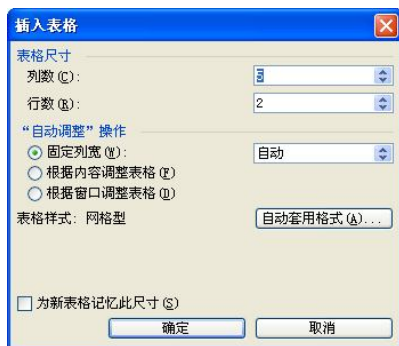 插入表格
表格尺寸
列数(C): 5
行数(R): 2
“自动调整”操作
固定列宽(W): 自动
根据内容调整表格(F)
根据窗口调整表格(D)
表格样式: 网格型 自动套用格式(A)...
为新表格记忆此尺寸(S)
确定 取消